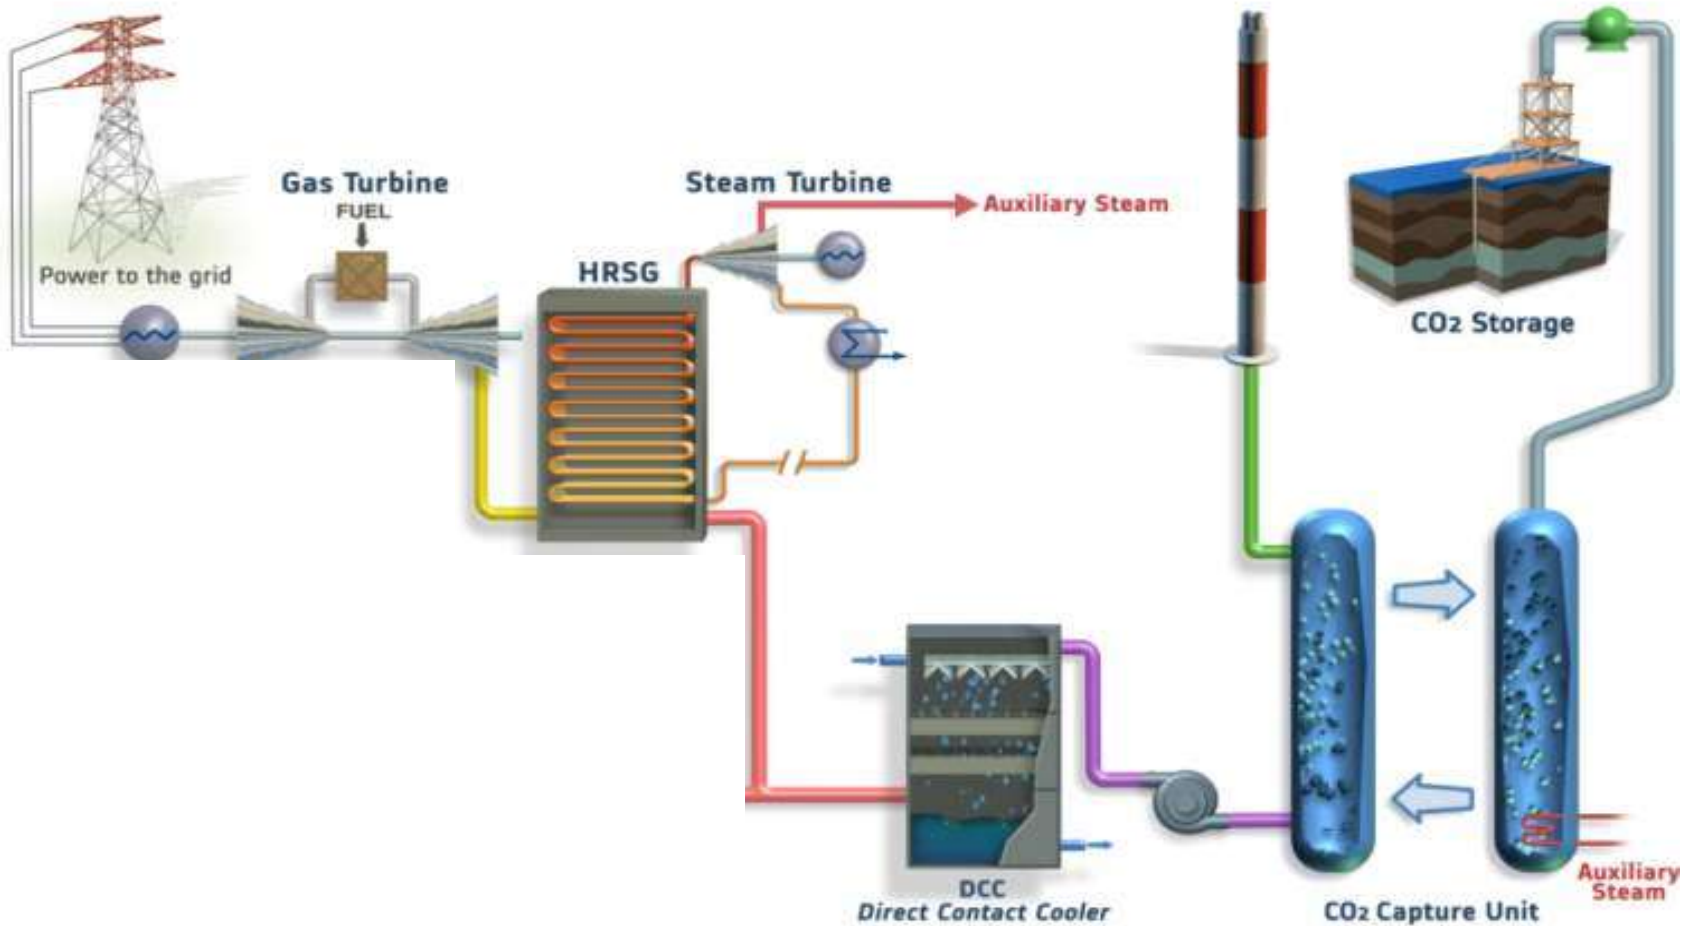 Gas Turbine
FUEL
Steam Turbine
Auxiliary Steam
Power to the grid
HRSG
CO2 Storage
DCC
Direct Contact Cooler
CO2 Capture Unit
Auxiliary
Steam